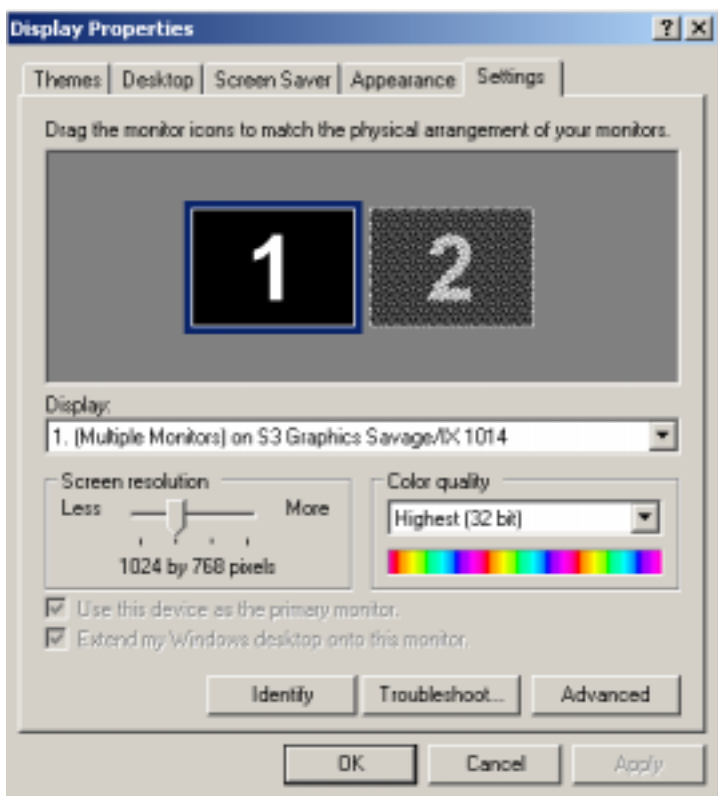 Display Properties
Themes Desktop Screen Saver Appearance Settings
Drag the monitor icons to match the physical arrangement of your monitors.
1 2
Display:
1. (Multiple Monitors) on S3 Graphics Savage/IX 1014
Screen resolution Color quality
Less More Highest (32 bit)
1024 by 768 pixels
Use this device as the primary monitor.
Extend my Windows desktop onto this monitor.
Identify Troubleshoot... Advanced
OK Cancel Apply